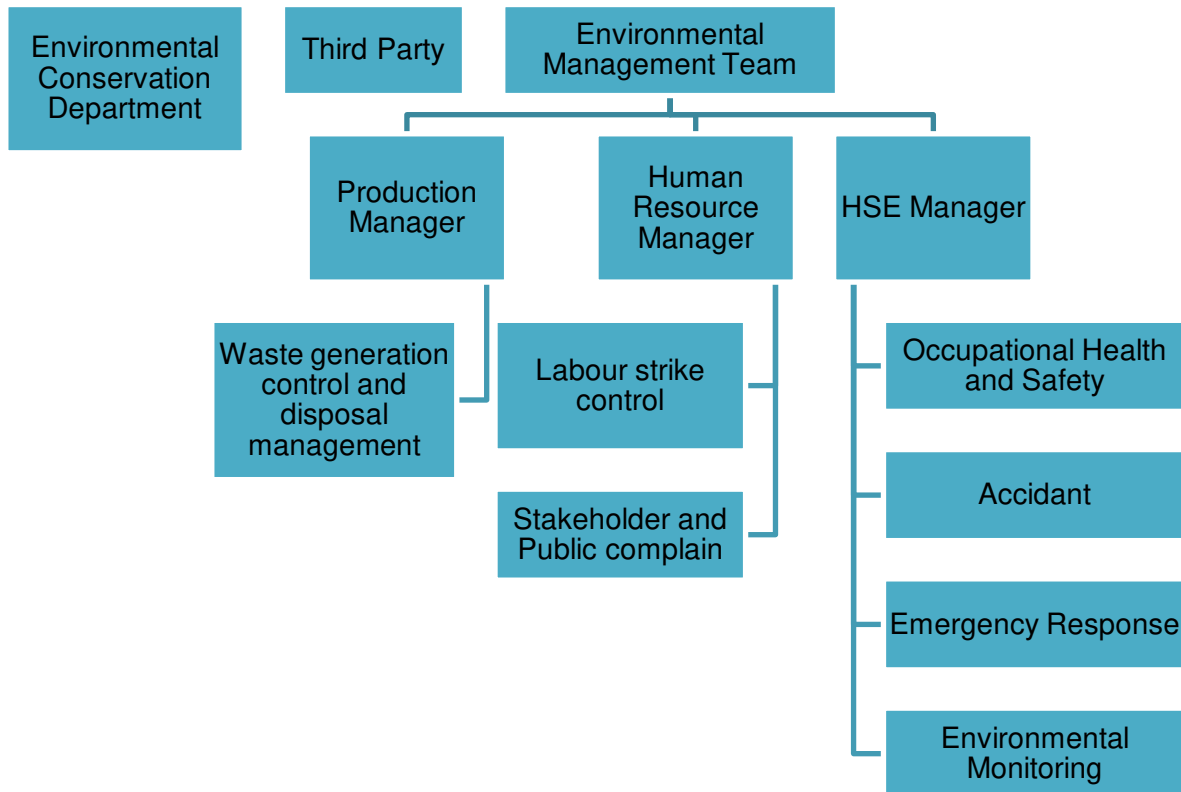 Environmental
Conservation
Department
Third Party
Environmental
Management Team
Production
Manager
Human
Resource
Manager
HSE Manager
Waste generation
control and
disposal
management
Labour strike
control
Stakeholder and
Public complain
Occupational Health
and Safety
Accidant
Emergency Response
Environmental
Monitoring